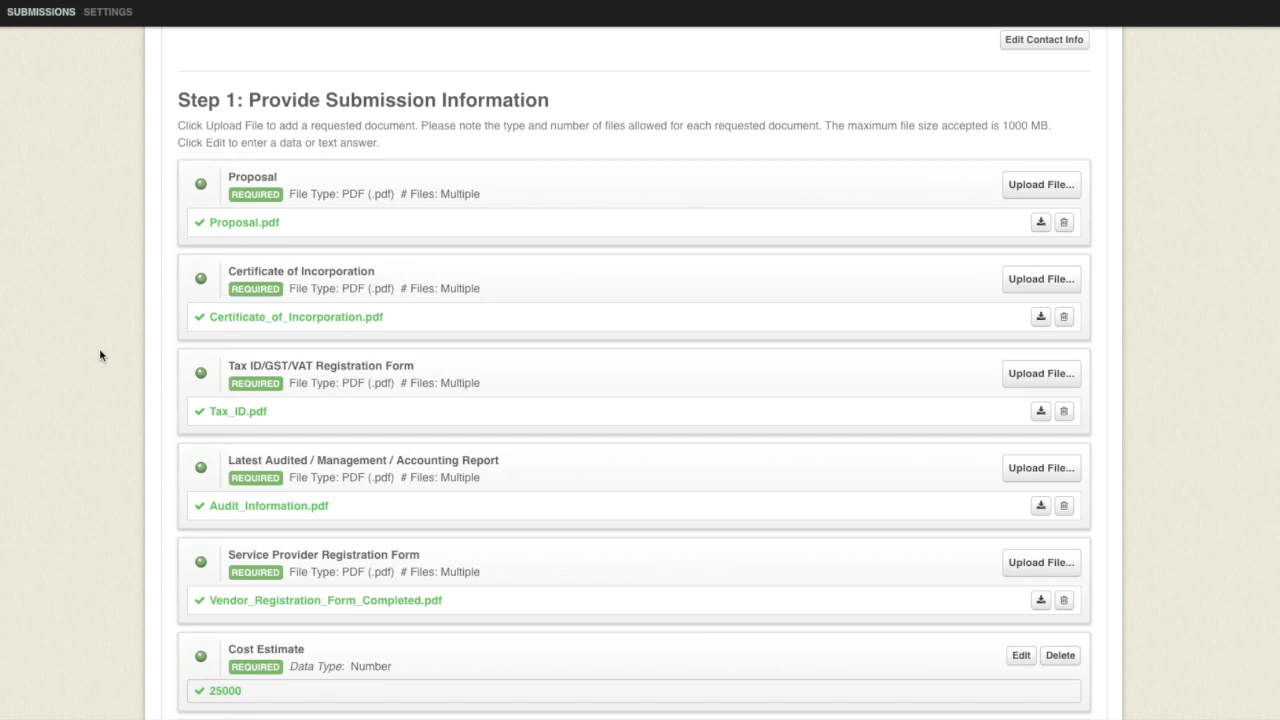 SUBMISSIONS SETTINGS
Edit Contact Info
Step 1: Provide Submission Information
Click Upload File to add a requested document. Please note the type and number of files allowed for each requested document. The maximum file size accepted is 1000 MB.
Click Edit to enter a data or text answer.
Proposal
REQUIRED File Type: PDF (.pdf) # Files: Multiple
Upload File...
Proposal.pdf
Certificate of Incorporation
REQUIRED File Type: PDF (.pdf) # Files: Multiple
Upload File...
Certificate_of_Incorporation.pdf
Tax ID/GST/VAT Registration Form
REQUIRED File Type: PDF (.pdf) # Files: Multiple
Upload File...
Tax_ID.pdf
Latest Audited / Management / Accounting Report
REQUIRED File Type: PDF (.pdf) # Files: Multiple
Upload File...
Audit_Information.pdf
Service Provider Registration Form
REQUIRED File Type: PDF (.pdf) # Files: Multiple
Upload File...
Vendor_Registration_Form_Completed.pdf
Cost Estimate
REQUIRED Data Type: Number
Edit Delete
25000